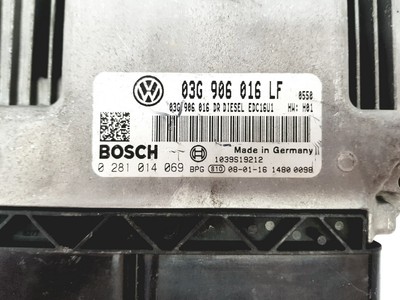 03G 906 016 LF 0550
03G 906 016 DR DIESEL EDC16U1 HW: H01
BOSCH Made in Germany
1039S19212
0 281 014 069 BPG 810 08-01-16 1480 0098